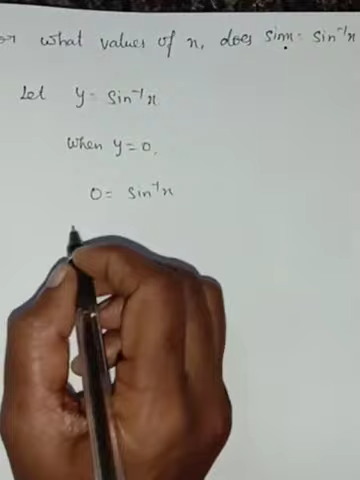 or what values of x, does sinx = sin⁻¹x
Let y = sin⁻¹x
When y = 0,
0 = sin⁻¹x